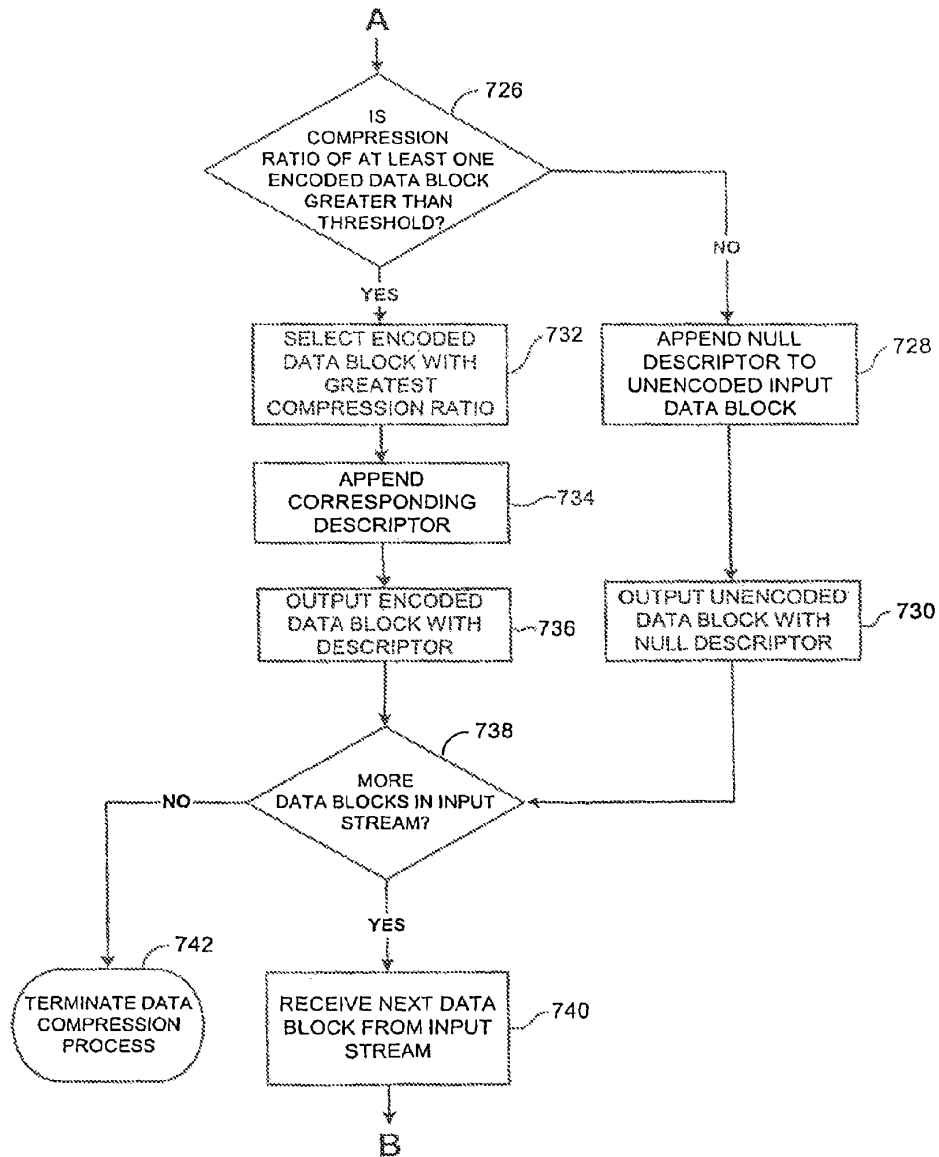 A
726
IS
COMPRESSION
RATIO OF AT LEAST ONE
ENCODED DATA BLOCK
GREATER THAN
THRESHOLD?
NO
YES
SELECT ENCODED
DATA BLOCK WITH
GREATEST
COMPRESSION RATIO
732
APPEND NULL
DESCRIPTOR TO
UNENCODED INPUT
DATA BLOCK
728
APPEND
CORRESPONDING
DESCRIPTOR
734
OUTPUT ENCODED
DATA BLOCK WITH
DESCRIPTOR
736
OUTPUT UNENCODED
DATA BLOCK WITH
NULL DESCRIPTOR
730
738
MORE
DATA BLOCKS IN INPUT
STREAM?
NO
YES
742
TERMINATE DATA
COMPRESSION
PROCESS
RECEIVE NEXT DATA
BLOCK FROM INPUT
STREAM
740
B